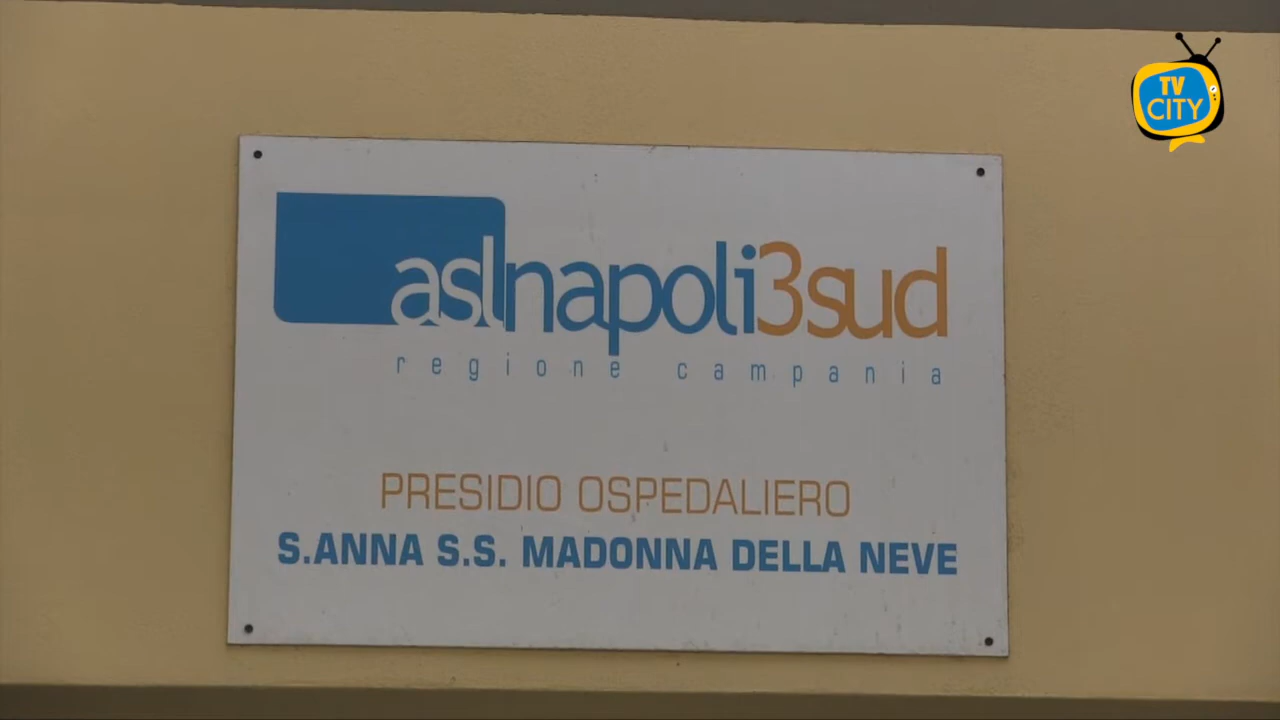 TV
CITY
aslnapoli3sud
regione campania
PRESIDIO OSPEDALIERO
S.ANNA S.S. MADONNA DELLA NEVE